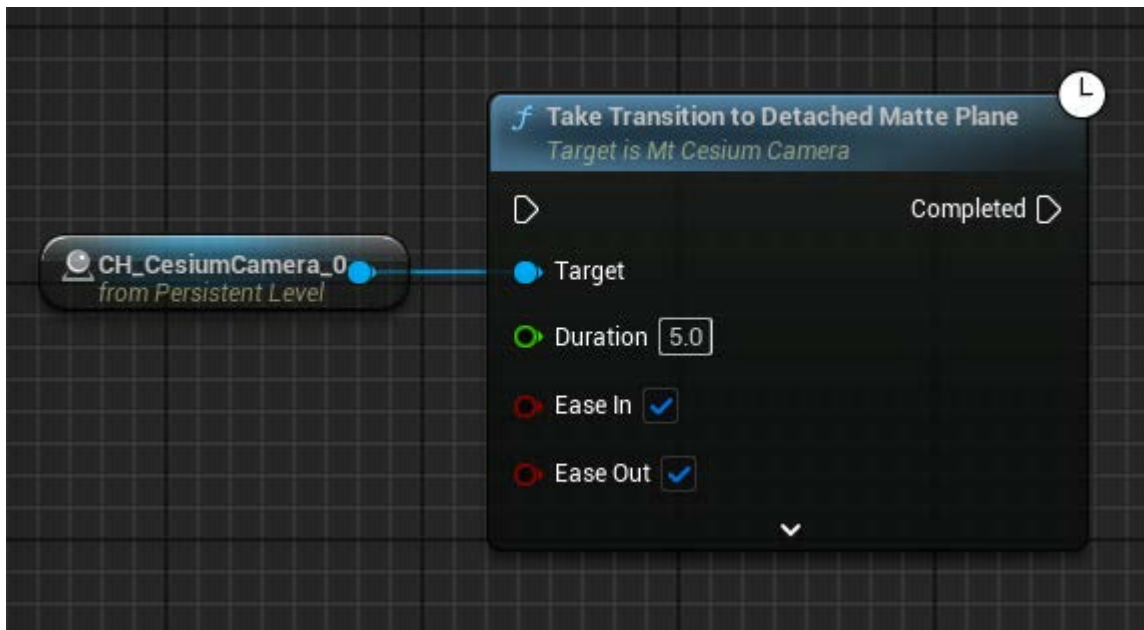 Take Transition to Detached Matte Plane
Target is Mt Cesium Camera
Completed
CH_CesiumCamera_0
from Persistent Level
Target
Duration 5.0
Ease In
Ease Out